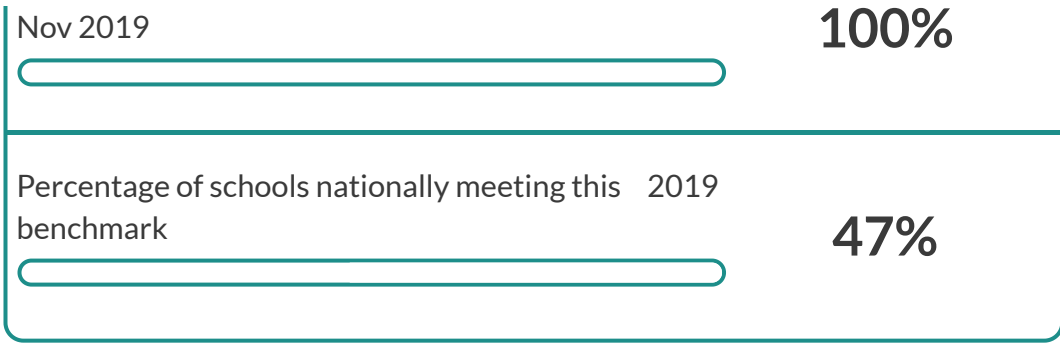 Nov 2019
100%
Percentage of schools nationally meeting this 2019
benchmark
47%